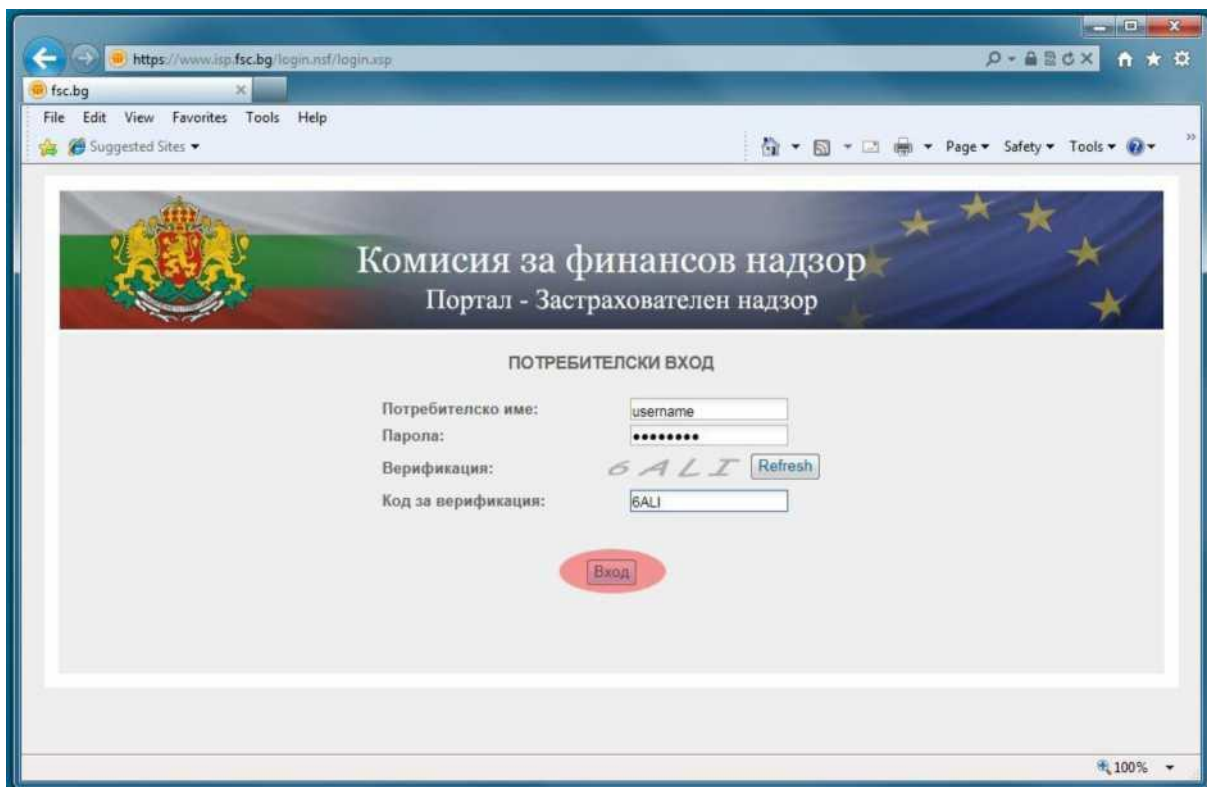 https://www.isp.fsc.bg/login.nsf/login.xsp
fsc.bg
File Edit View Favorites Tools Help
Suggested Sites
Page Safety Tools
Комисия за финансов надзор
Портал - Застрахователен надзор
ПОТРЕБИТЕЛСКИ ВХОД
Потребителско име: username
Парола: ••••••••
Верификация: 6ALI Refresh
Код за верификация: 6ALI
Вход
100%